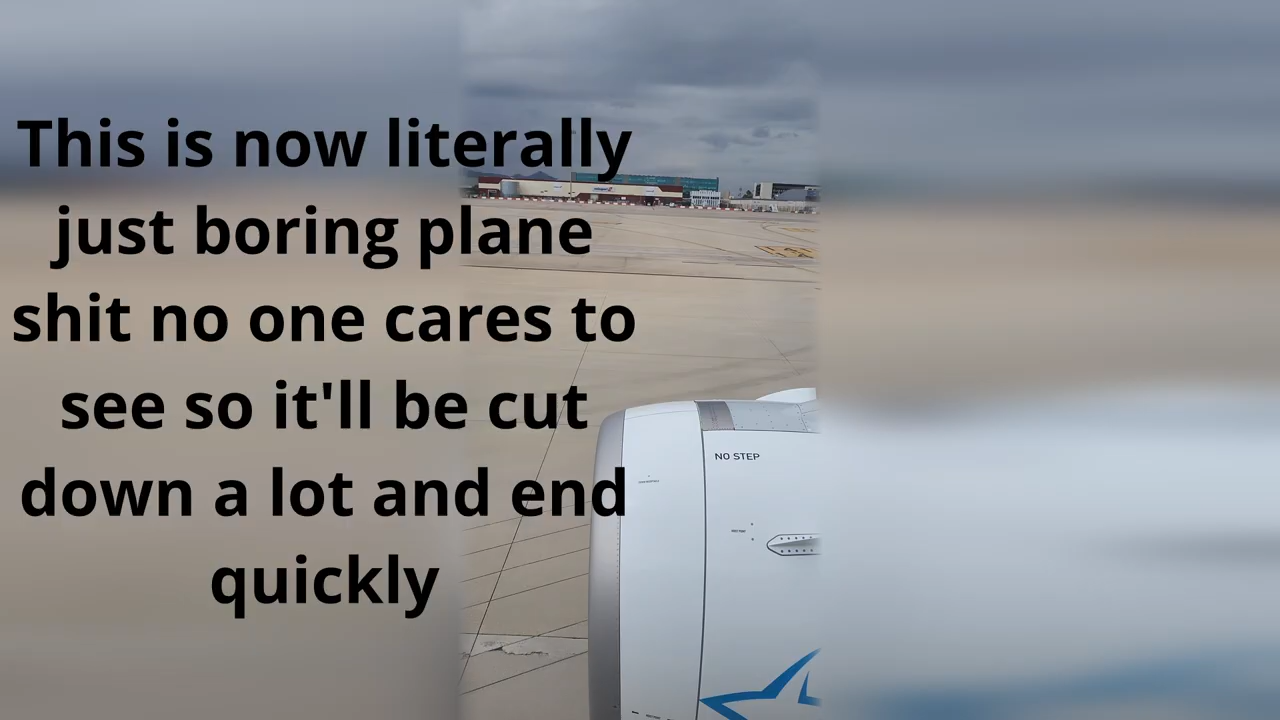 This is now literally
just boring plane
shit no one cares to
see so it'll be cut
down a lot and end
quickly
NO STEP